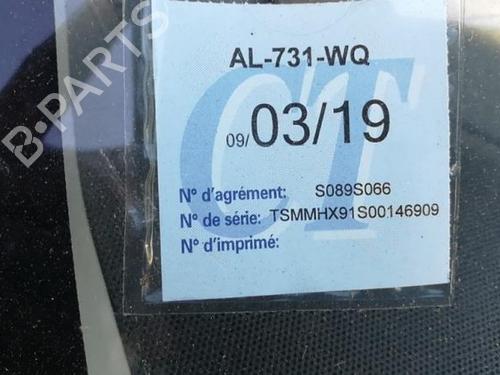 B-PARTS
AL-731-WQ
CT
09/03/19
N° d'agrément: S089S066
N° de série: TSMMHX91S00146909
N° d'imprimé: